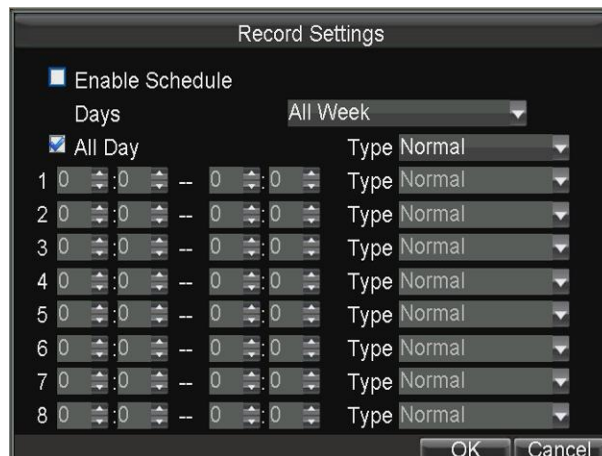 Record Settings
Enable Schedule
Days All Week
All Day Type Normal
1 0 :0 -- 0 :0 Type Normal
2 0 :0 -- 0 :0 Type Normal
3 0 :0 -- 0 :0 Type Normal
4 0 :0 -- 0 :0 Type Normal
5 0 :0 -- 0 :0 Type Normal
6 0 :0 -- 0 :0 Type Normal
7 0 :0 -- 0 :0 Type Normal
8 0 :0 -- 0 :0 Type Normal
OK Cancel